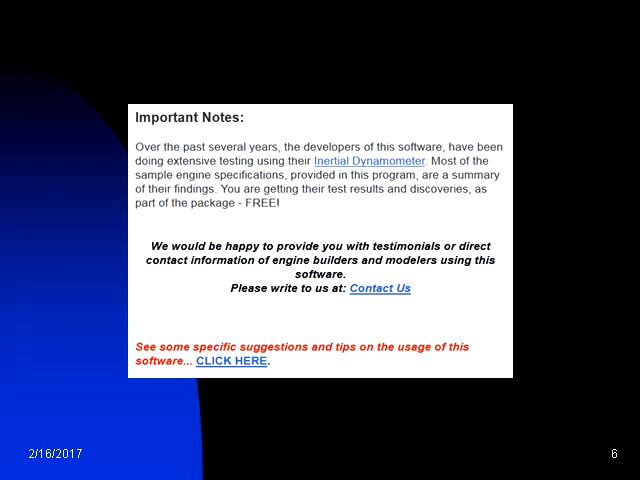 Important Notes:
Over the past several years, the developers of this software, have been
doing extensive testing using their Inertial Dynamometer. Most of the
sample engine specifications, provided in this program, are a summary
of their findings. You are getting their test results and discoveries, as
part of the package - FREE!
We would be happy to provide you with testimonials or direct
contact information of engine builders and modelers using this
software.
Please write to us at: Contact Us
See some specific suggestions and tips on the usage of this
software... CLICK HERE.
2/16/2017
6